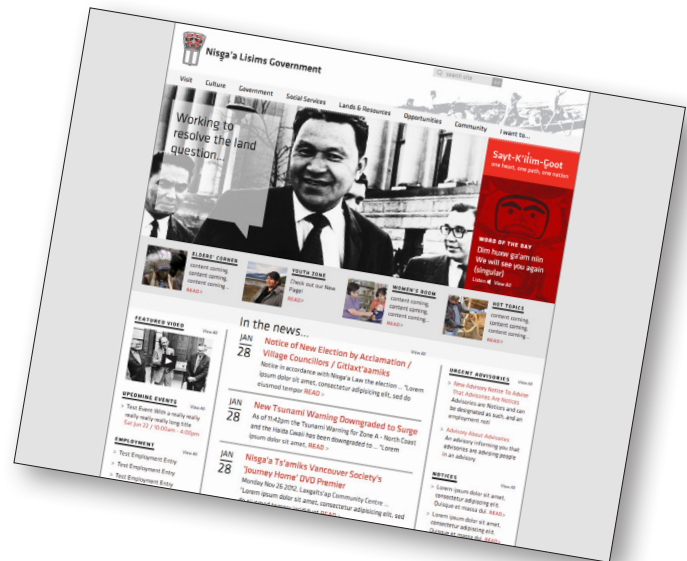 Nisg̱a'a Lisims Government
search site
Visit Culture Government Social Services Lands & Resources Opportunities Community I want to...
Working to
resolve the land
question...
Sayt-K'iĺim-G̱oot
one heart, one path, one nation
WORD OF THE DAY
Dim huxw ga'am niin
We will see you again
(singular)
Listen View All
ELDERS' CORNER
content coming,
content coming,
content coming...
READ>
YOUTH ZONE
Check out our New
Page!
READ>
WOMEN'S ROOM
content coming,
content coming,
content coming...
READ>
HOT TOPICS
content coming,
content coming,
content coming...
READ>
FEATURED VIDEO View All
UPCOMING EVENTS View All
> Test Event With a really really
really really really long title
Sat Jun 22 / 10:00am - 4:00pm
EMPLOYMENT View All
> Test Employment Entry
> Test Employment Entry
> Test Employment Entry
In the news...
View All
JAN
28
Notice of New Election by Acclamation /
Village Councillors / Gitlaxt'aamiks
Notice in accordance with Nisga'a Law the election ... "Lorem
ipsum dolor sit amet, consectetur adipisicing elit, sed do
eiusmod tempor READ >
JAN
28
New Tsunami Warning Downgraded to Surge
As of 11:42pm the Tsunami Warning for Zone A - North Coast
and the Haida Gwaii has been downgraded to ... "Lorem
ipsum dolor sit amet, READ >
JAN
28
Nisga'a Ts'amiks Vancouver Society's
'Journey Home' DVD Premier
Monday Nov 26 2012, Laxgalts'ap Community Centre ...
"Lorem ipsum dolor sit amet, consectetur adipisicing elit, sed
URGENT ADVISORIES View All
> New Advisory Notice To Advise
That Advisories Are Notices
Advisories are Notices and can
be designated as such, and an
employment noti
> Advisory About Advisories
An advisory informing you that
advisories are advising people
in an advisory
NOTICES View All
> Lorem ipsum dolor sit amet,
consectetur adipisicing elit.
Quisque et massa dui. READ>
> Lorem ipsum dolor sit amet,
consectetur adipisicing elit.
Quisque et massa dui. READ>